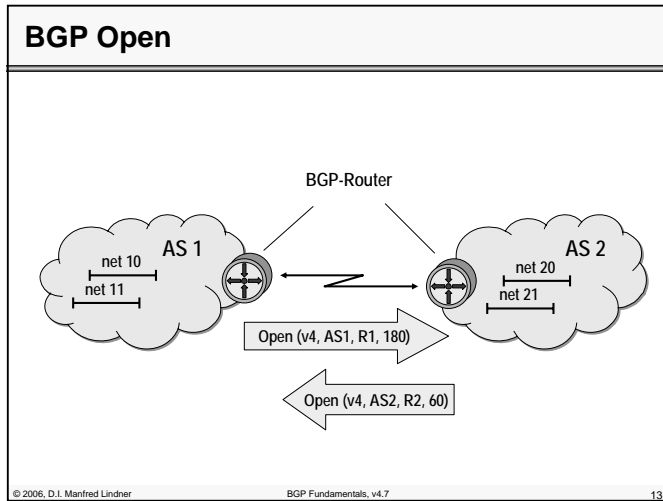 BGP Open
BGP-Router
AS 1
net 10
net 11
AS 2
net 20
net 21
Open (v4, AS1, R1, 180)
Open (v4, AS2, R2, 60)
© 2006, D.I. Manfred Lindner
BGP Fundamentals, v4.7
13